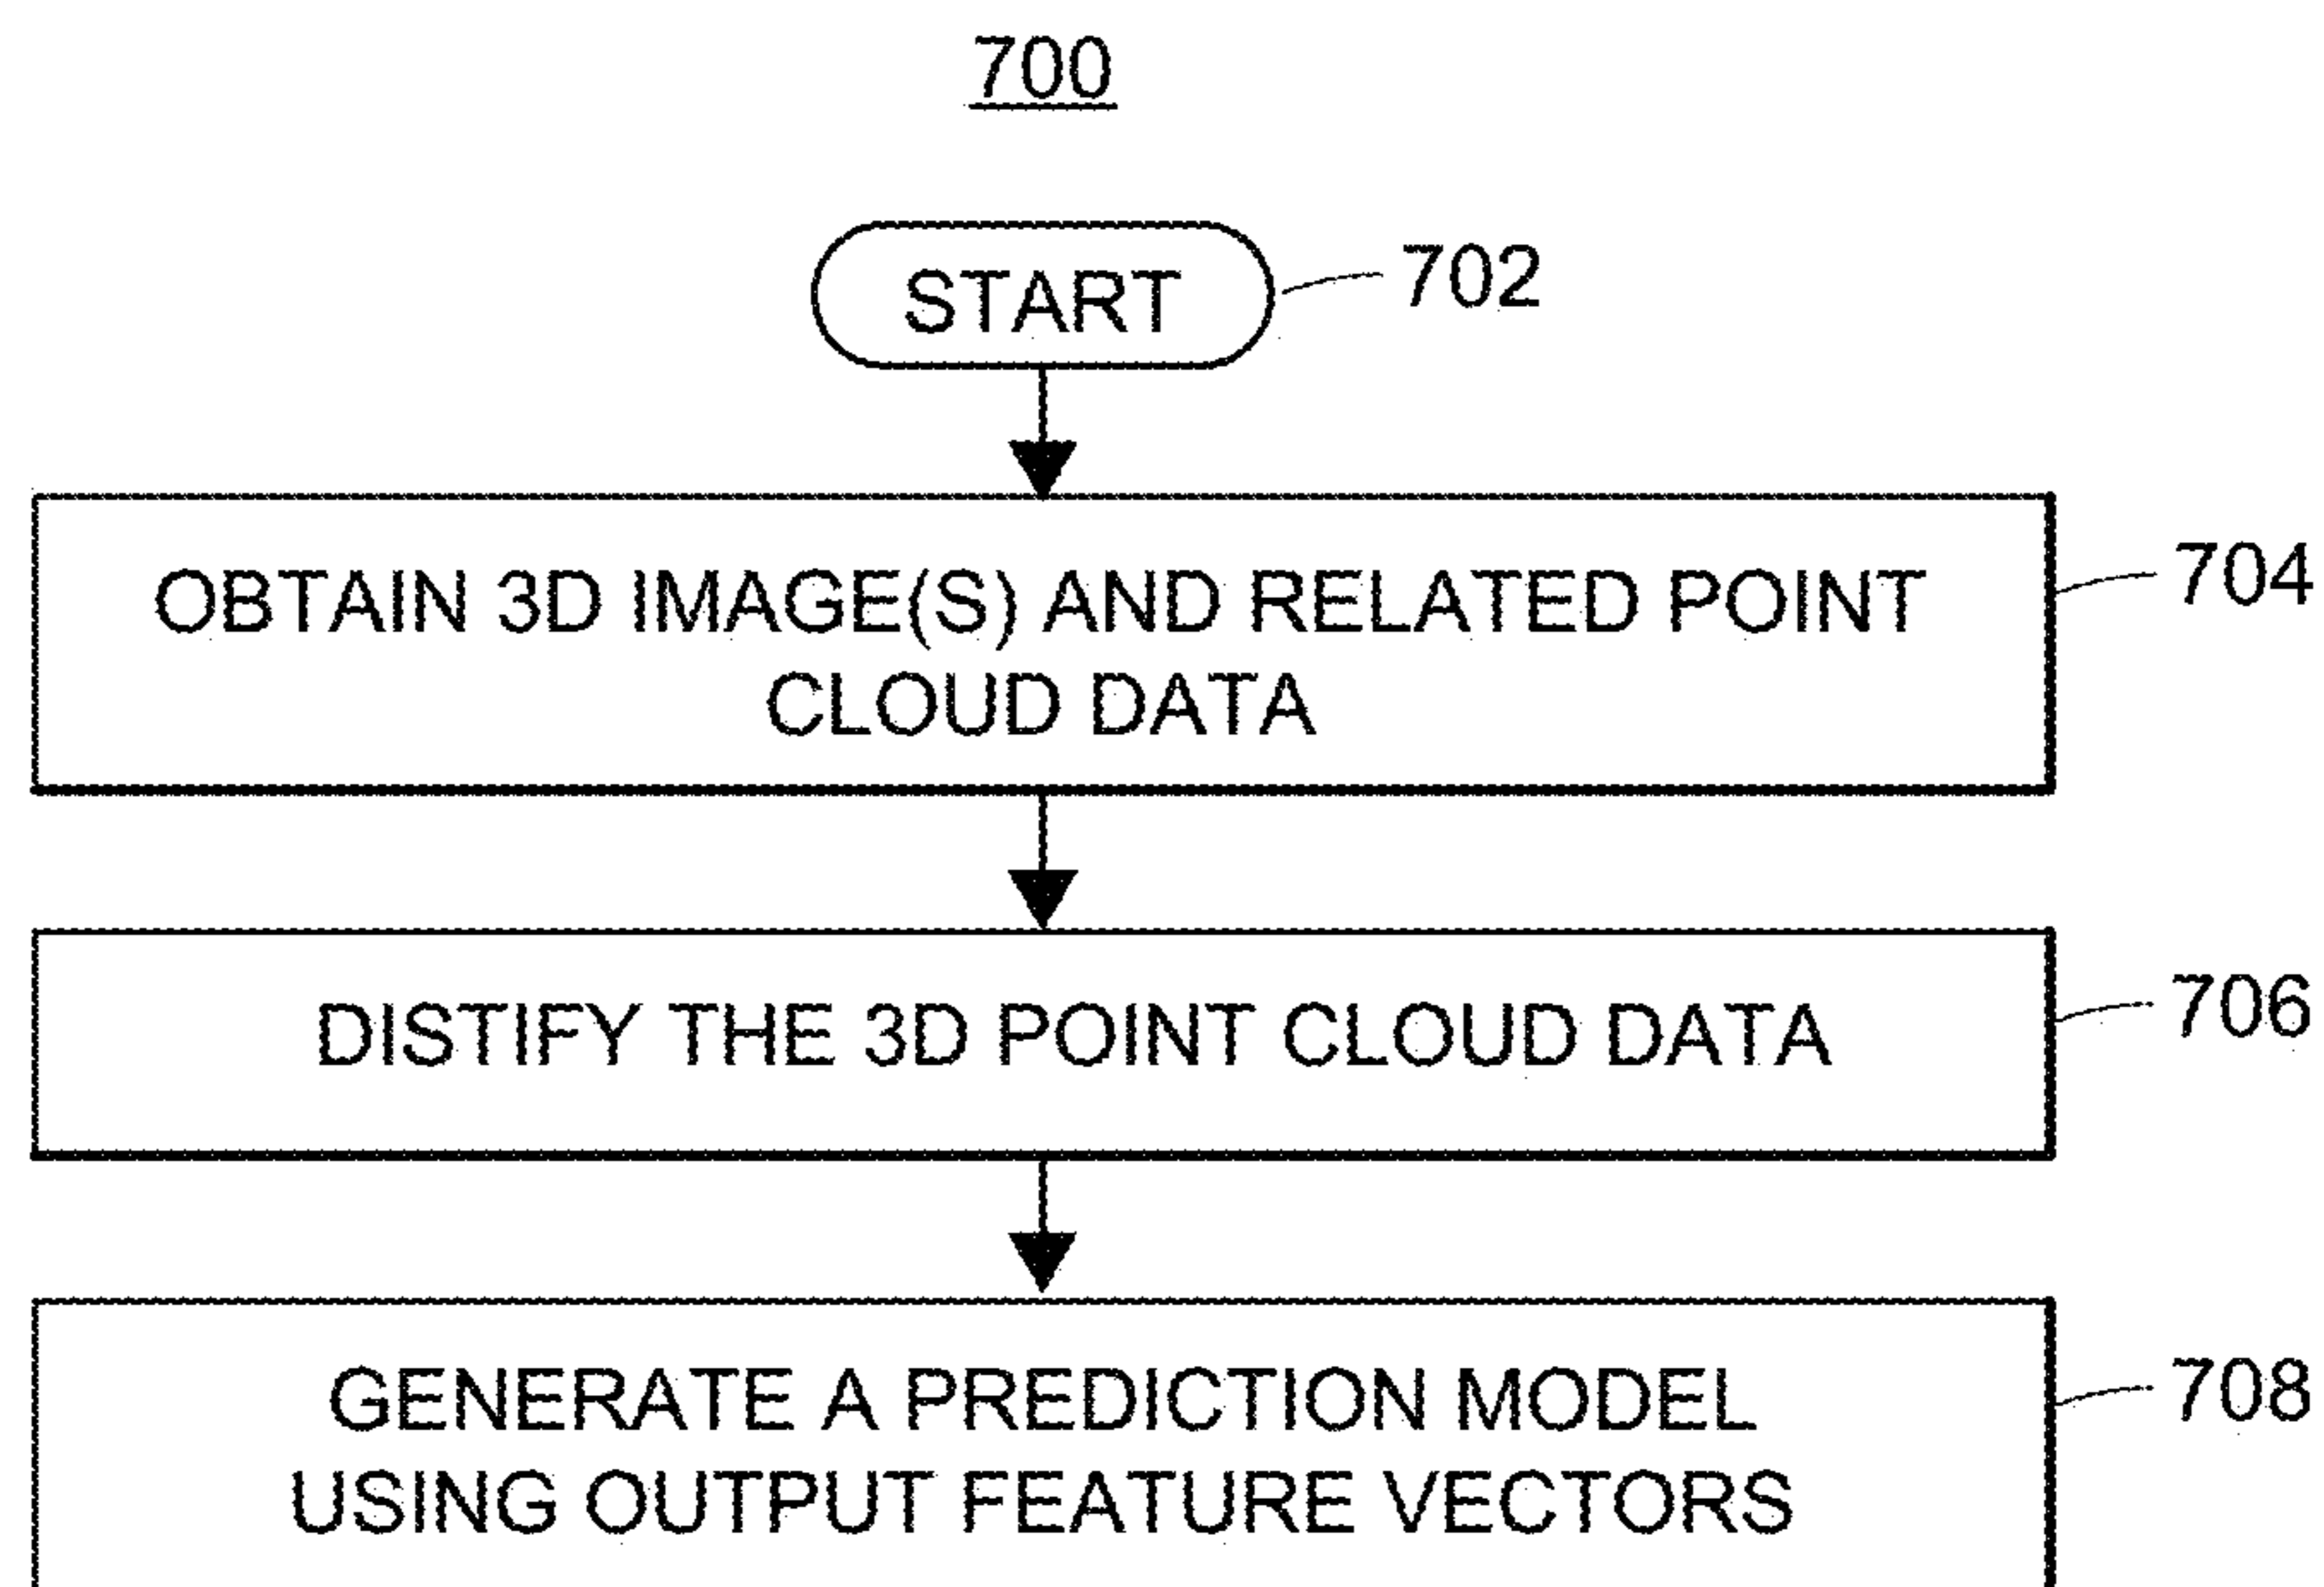 700
START
702
OBTAIN 3D IMAGE(S) AND RELATED POINT
CLOUD DATA
704
DISTIFY THE 3D POINT CLOUD DATA
706
GENERATE A PREDICTION MODEL
USING OUTPUT FEATURE VECTORS
708